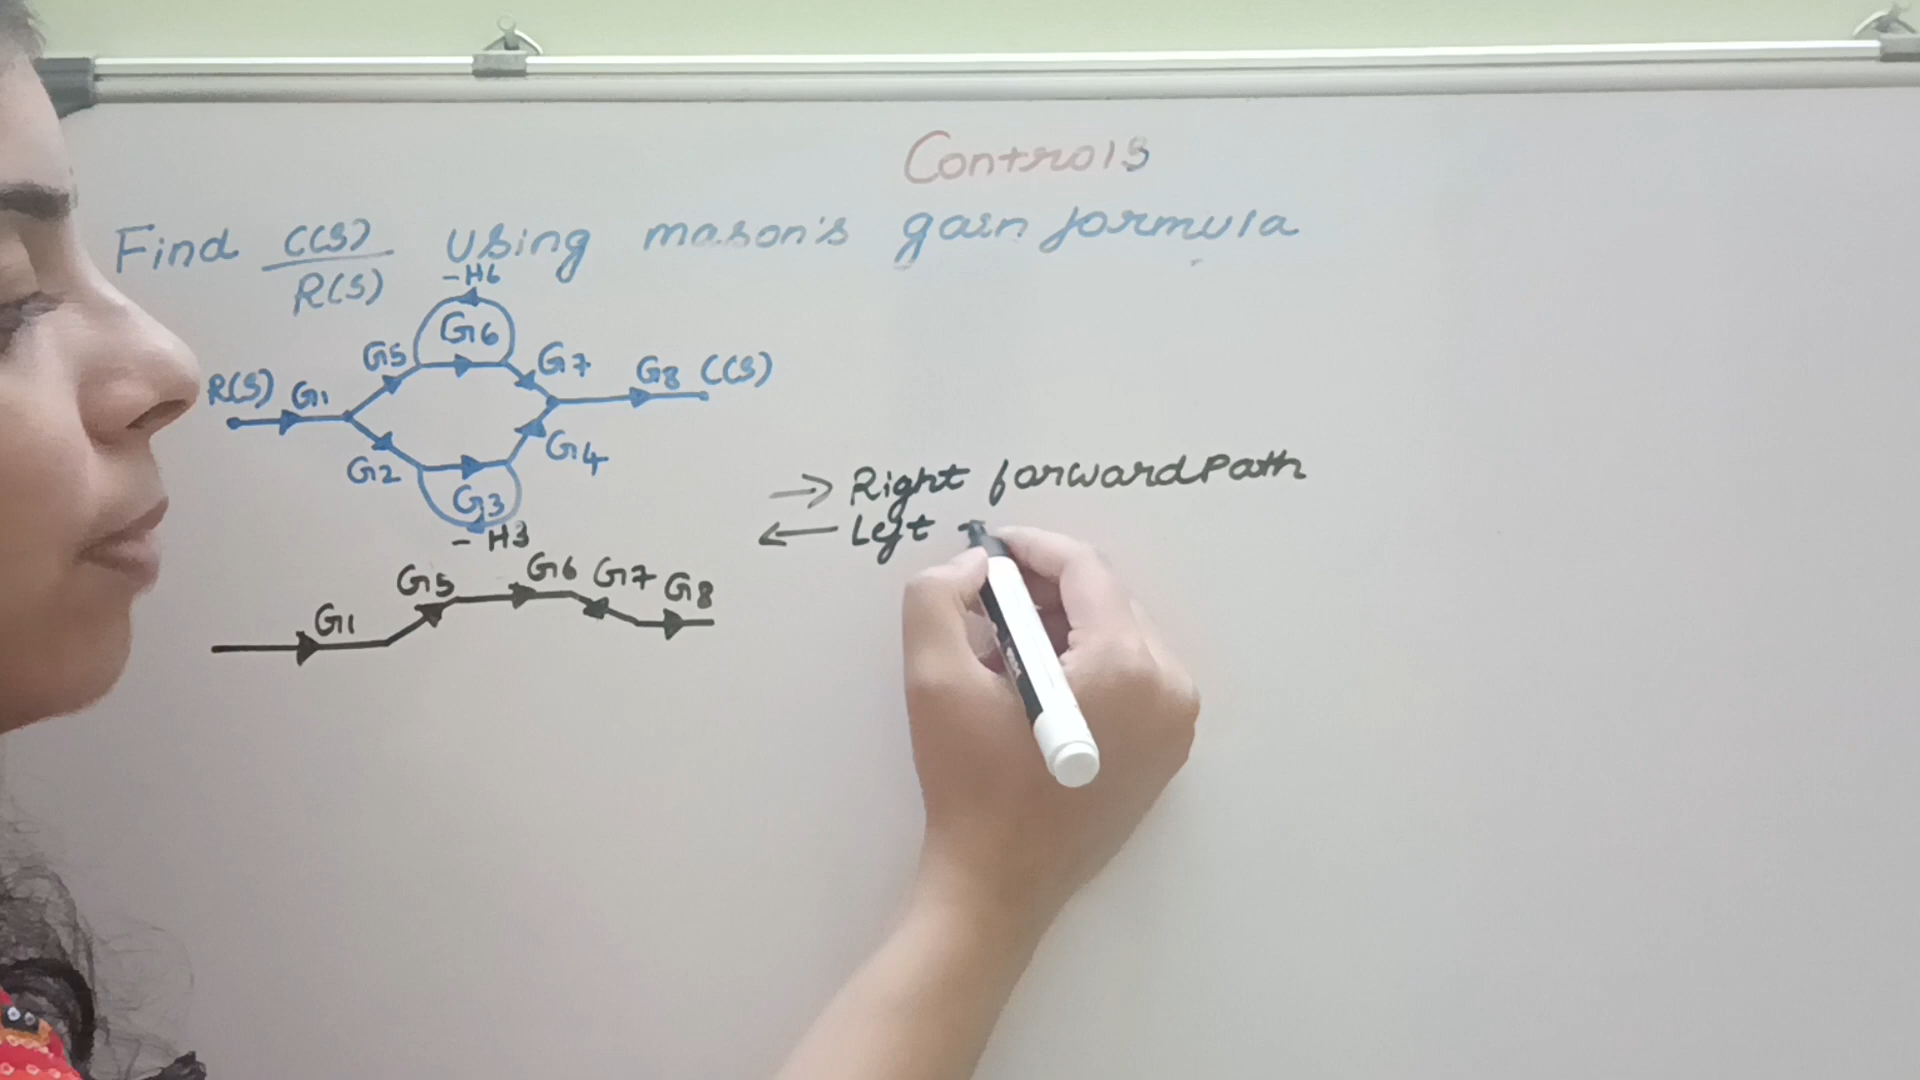 Controls
Find C(S)/R(S) using mason's gain formula
-H6
G6
G5
G7
R(S) G1
G8 C(S)
G2
G4
G3
-H3
→ Right forward Path
← Left
G5 G6 G7 G8
G1